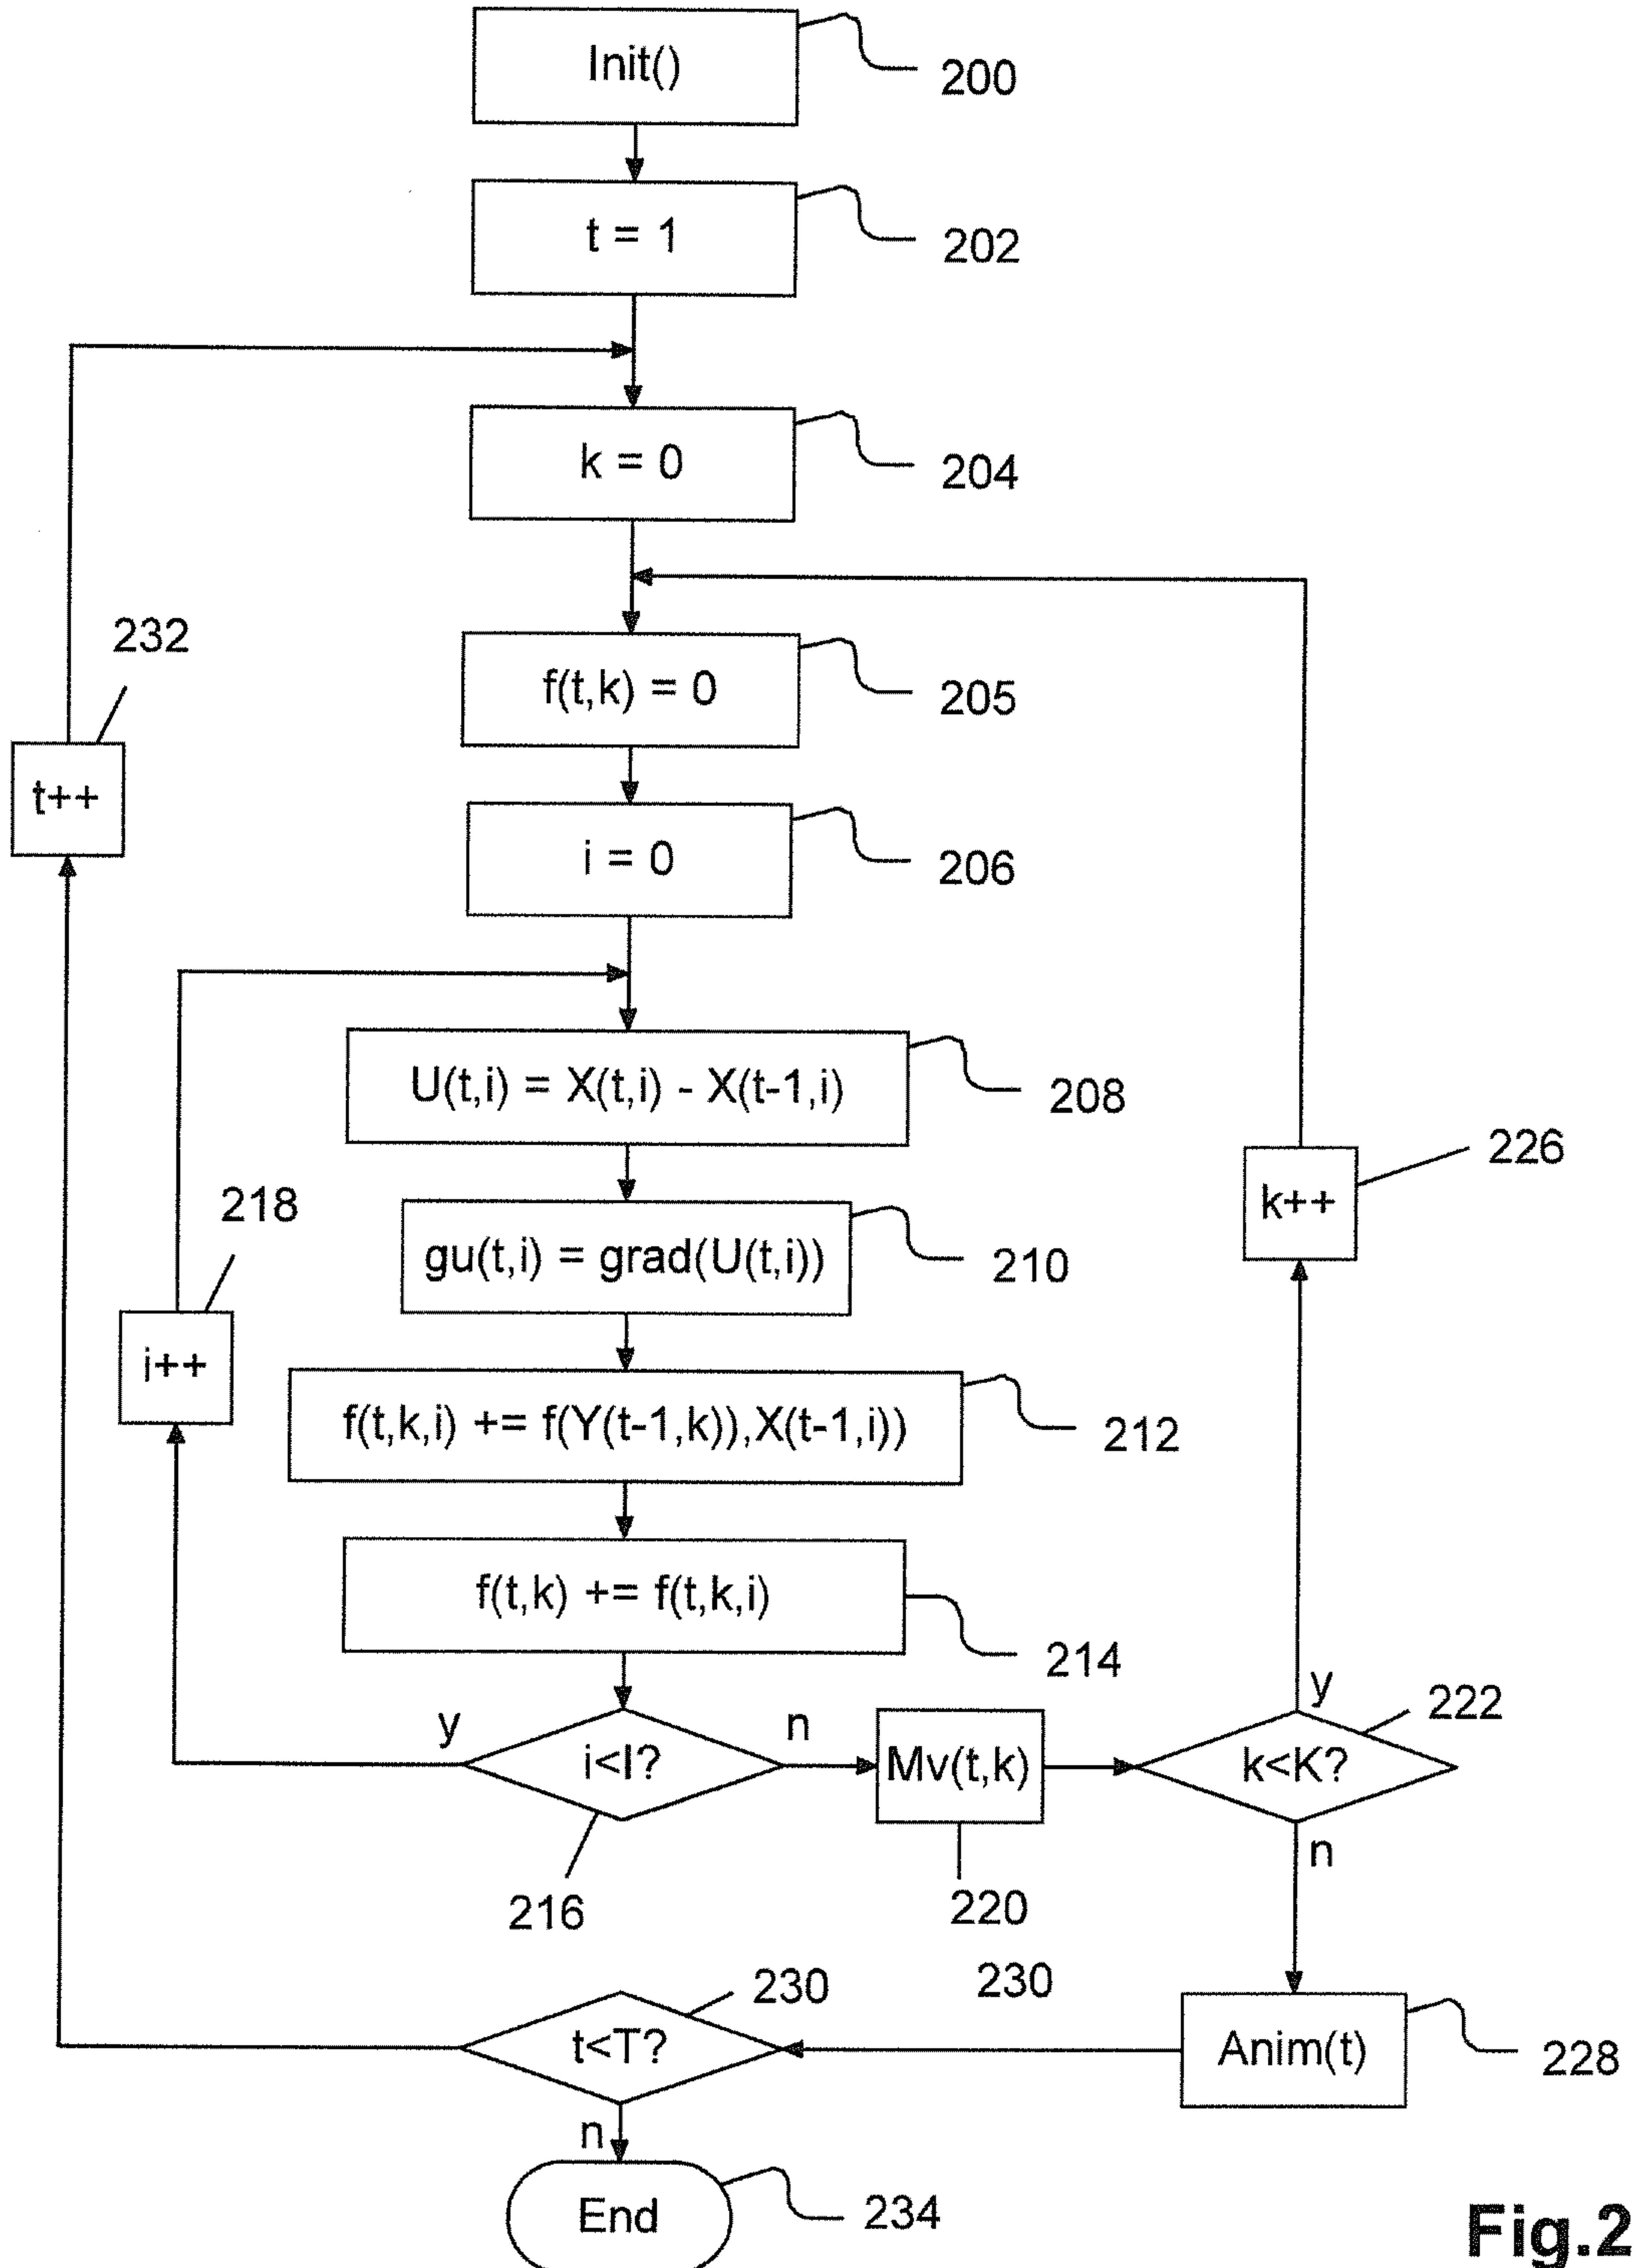 Init()
200
t = 1
202
k = 0
204
232
f(t,k) = 0
205
t++
i = 0
206
U(t,i) = X(t,i) - X(t-1,i)
208
226
k++
218
gu(t,i) = grad(U(t,i))
210
i++
f(t,k,i) += f(Y(t-1,k)),X(t-1,i))
212
f(t,k) += f(t,k,i)
214
y
i<I?
n
216
Mv(t,k)
220
y
222
k<K?
n
230
230
t<T?
Anim(t)
228
n
End
234
Fig.2